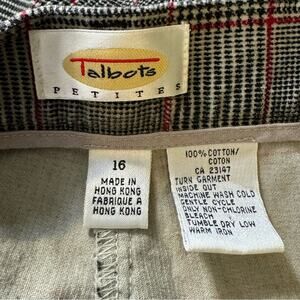 Talbots
PETITES
16
MADE IN
HONG KONG
FABRIQUE A
HONG KONG
100% COTTON/
COTON
CA 23147
TURN GARMENT
INSIDE OUT
MACHINE WASH COLD
GENTLE CYCLE
ONLY NON-CHLORINE
BLEACH
TUMBLE DRY LOW
WARM IRON